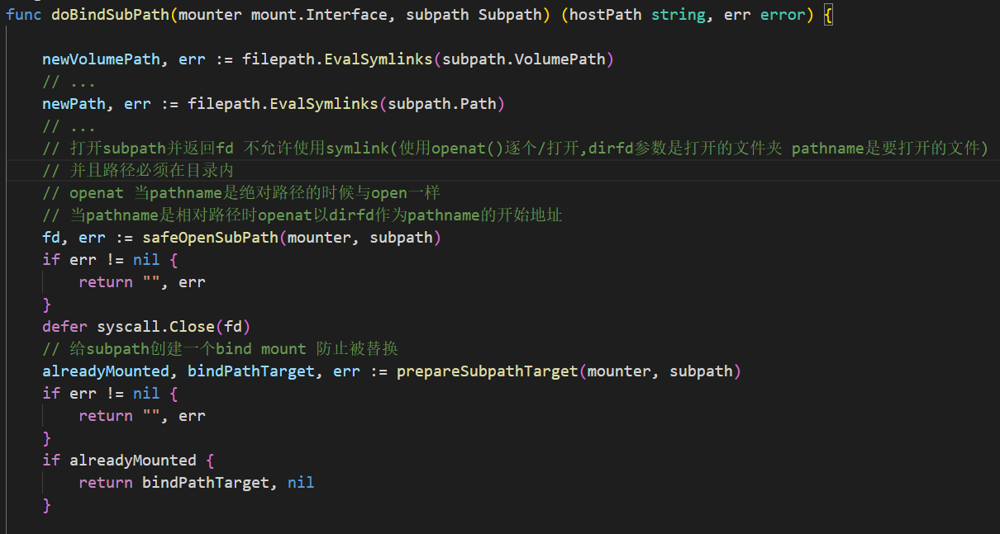 func doBindSubPath(mounter mount.Interface, subpath Subpath) (hostPath string, err error) {
newVolumePath, err := filepath.EvalSymlinks(subpath.VolumePath)
// ...
newPath, err := filepath.EvalSymlinks(subpath.Path)
// ...
// 打开subpath并返回fd 不允许使用symlink(使用openat()逐个/打开,dirfd参数是打开的文件夹 pathname是要打开的文件)
// 并且路径必须在目录内
// openat 当pathname是绝对路径的时候与open一样
// 当pathname是相对路径时openat以dirfd作为pathname的开始地址
fd, err := safeOpenSubPath(mounter, subpath)
if err != nil {
return "", err
}
defer syscall.Close(fd)
// 给subpath创建一个bind mount 防止被替换
alreadyMounted, bindPathTarget, err := prepareSubpathTarget(mounter, subpath)
if err != nil {
return "", err
}
if alreadyMounted {
return bindPathTarget, nil
}